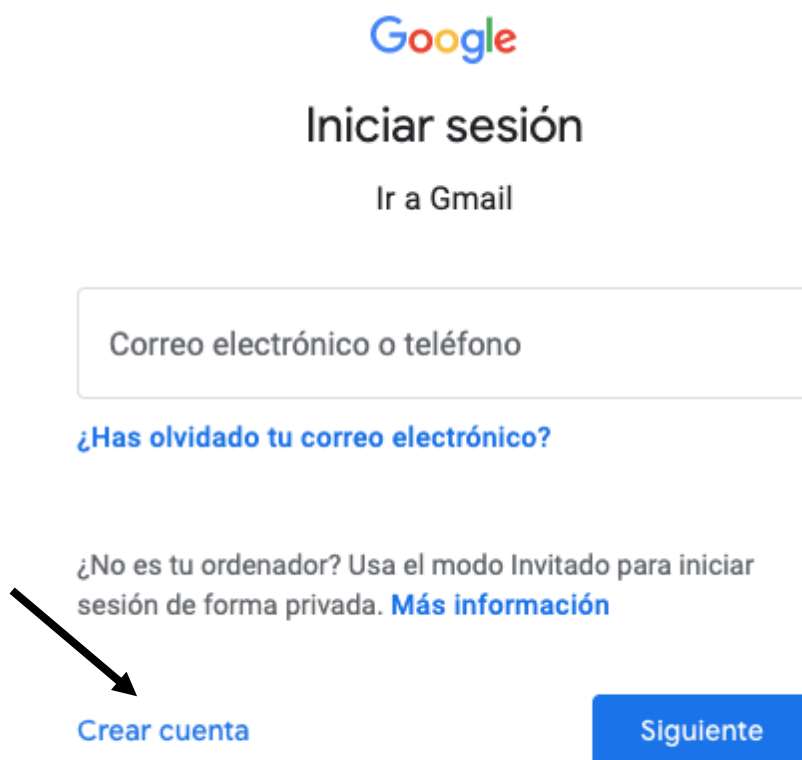 Google
Iniciar sesión
Ir a Gmail
Correo electrónico o teléfono
¿Has olvidado tu correo electrónico?
¿No es tu ordenador? Usa el modo Invitado para iniciar
sesión de forma privada. Más información
Crear cuenta
Siguiente